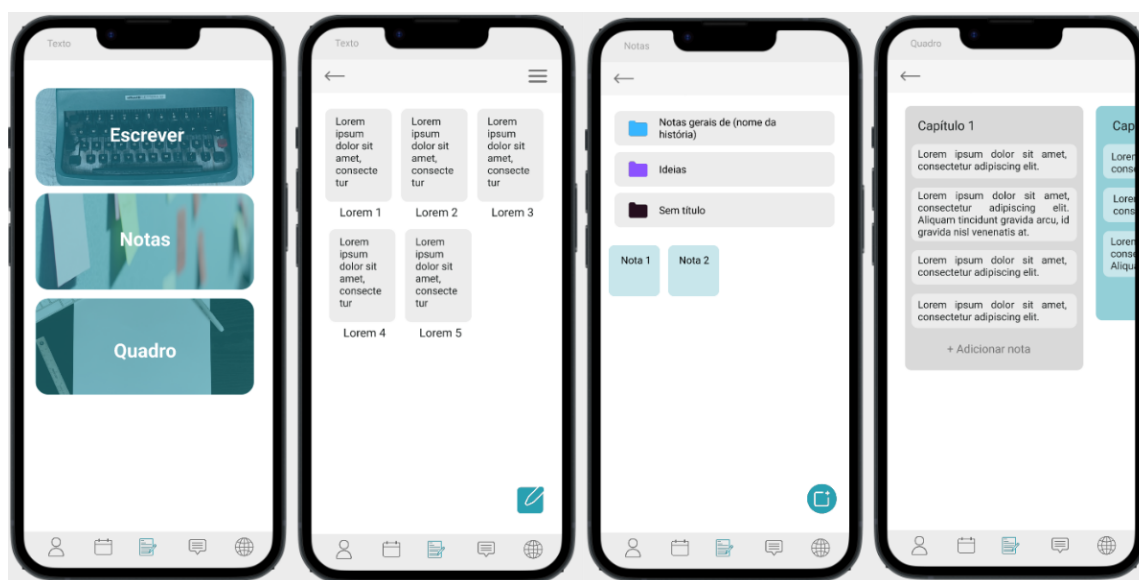 Texto
Escrever
Notas
Quadro
Texto
Lorem
ipsum
dolor sit
amet,
consecte
tur
Lorem 1
Lorem
ipsum
dolor sit
amet,
consecte
tur
Lorem 2
Lorem
ipsum
dolor sit
amet,
consecte
tur
Lorem 3
Lorem
ipsum
dolor sit
amet,
consecte
tur
Lorem 4
Lorem
ipsum
dolor sit
amet,
consecte
tur
Lorem 5
Notas
Notas gerais de (nome da
história)
Ideias
Sem título
Nota 1
Nota 2
Quadro
Capítulo 1
Lorem ipsum dolor sit amet,
consectetur adipiscing elit.
Lorem ipsum dolor sit amet,
consectetur adipiscing elit.
Aliquam tincidunt gravida arcu, id
gravida nisl venenatis at.
Lorem ipsum dolor sit amet,
consectetur adipiscing elit.
Lorem ipsum dolor sit amet,
consectetur adipiscing elit.
+ Adicionar nota
Cap
Lorem
conse
Lorem
Aliqu